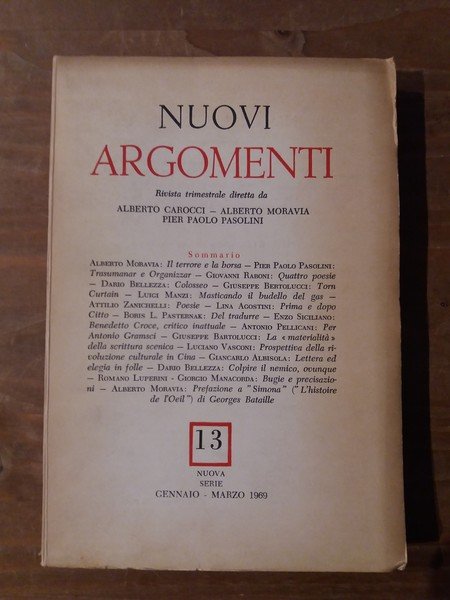 NUOVI
ARGOMENTI
Rivista trimestrale diretta da
ALBERTO CAROCCI – ALBERTO MORAVIA
PIER PAOLO PASOLINI
Sommario
ALBERTO MORAVIA: Il terrore e la borsa – PIER PAOLO PASOLINI:
Trasumanar e Organizzar – GIOVANNI RABONI: Quattro poesie
– DARIO BELLEZZA: Colosseo – GIUSEPPE BERTOLUCCI: Torn
Curtain – LUIGI MANZI: Masticando il budello del gas –
ATTILIO ZANICHELLI: Poesie – LINA AGOSTINI: Prima e dopo
Citto – BORIS L. PASTERNAK: Del tradurre – ENZO SICILIANO:
Benedetto Croce, critico inattuale – ANTONIO PELLICANI: Per
Antonio Gramsci – GIUSEPPE BARTOLUCCI: La «materialità»
della scrittura scenica – LUCIANO VASCONI: Prospettiva della ri-
voluzione culturale in Cina – GIANCARLO ALBISOLA: Lettera ed
elegia in folle – DARIO BELLEZZA: Colpire il nemico, ovunque
– ROMANO LUPERINI - GIORGIO MANACORDA: Bugie e precisazio-
ni – ALBERTO MORAVIA: Prefazione a "Simona" ("L'histoire
de l'Oeil") di Georges Bataille
13
NUOVA
SERIE
GENNAIO - MARZO 1969